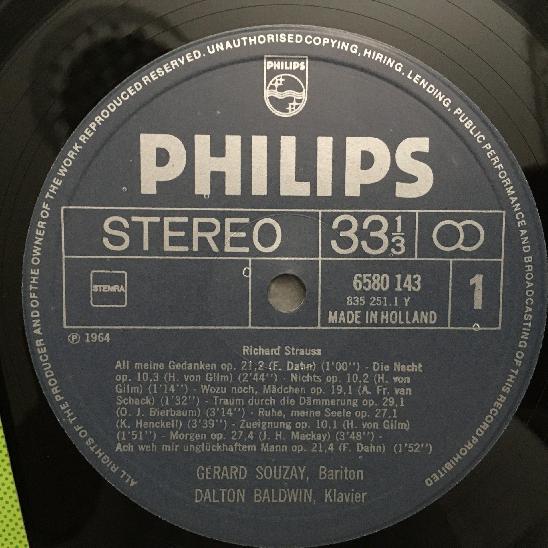 ALL RIGHTS OF THE PRODUCER AND OF THE OWNER OF THE WORK REPRODUCED RESERVED. UNAUTHORISED COPYING, HIRING, LENDING, PUBLIC PERFORMANCE AND BROADCASTING OF THIS RECORD PROHIBITED
PHILIPS
PHILIPS
STEREO 33 1/3
6580 143
835 251.1 Y
MADE IN HOLLAND
1
STEMRA
Ⓟ 1964
Richard Strauss
All meine Gedanken op. 21,2 (F. Dahn) (1'00'') - Die Nacht
op. 10,3 (H. von Gilm) (2'44'') - Nichts op. 10,2 (H. von
Gilm) (1'14'') - Wozu noch, Mädchen op. 19,1 (A. Fr. van
Schack) (1'32'') - Traum durch die Dämmerung op. 29,1
(O. J. Bierbaum) (3'14'') - Ruhe, meine Seele op. 27,1
(K. Henckell) (3'39'') - Zueignung op. 10,1 (H. von Gilm)
(1'51'') - Morgen op. 27,4 (J. H. Mackay) (3'48'') -
Ach weh mir unglückhaftem Mann op. 21,4 (F. Dahn) (1'52'')
GERARD SOUZAY, Bariton
DALTON BALDWIN, Klavier